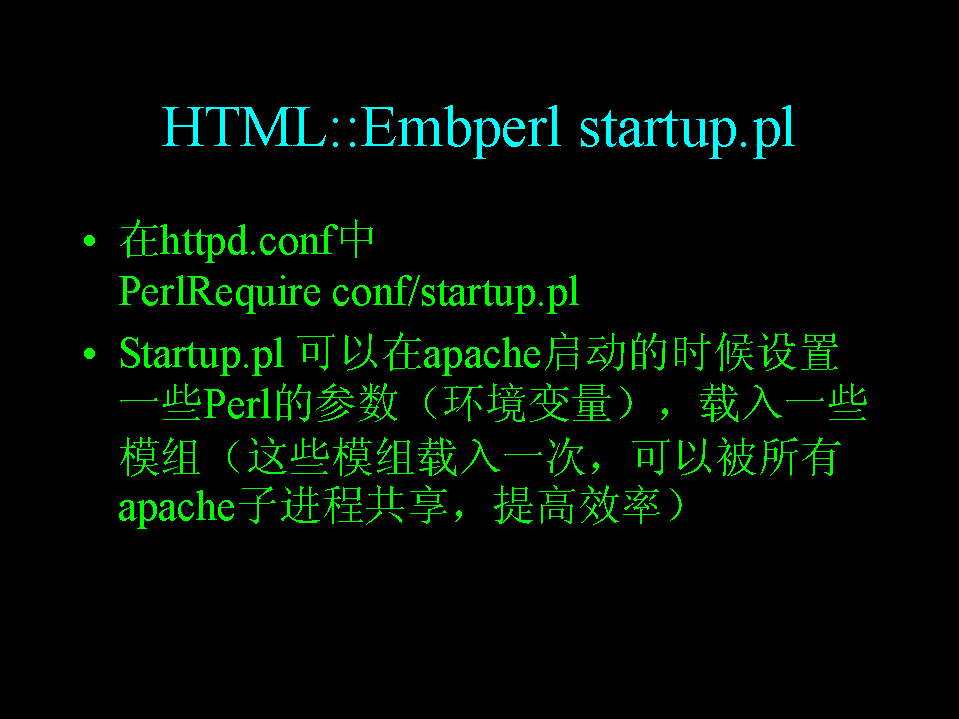 HTML::Embperl startup.pl
• 在httpd.conf中
PerlRequire conf/startup.pl
• Startup.pl 可以在apache启动的时候设置
一些Perl的参数（环境变量），载入一些
模组（这些模组载入一次，可以被所有
apache子进程共享，提高效率）